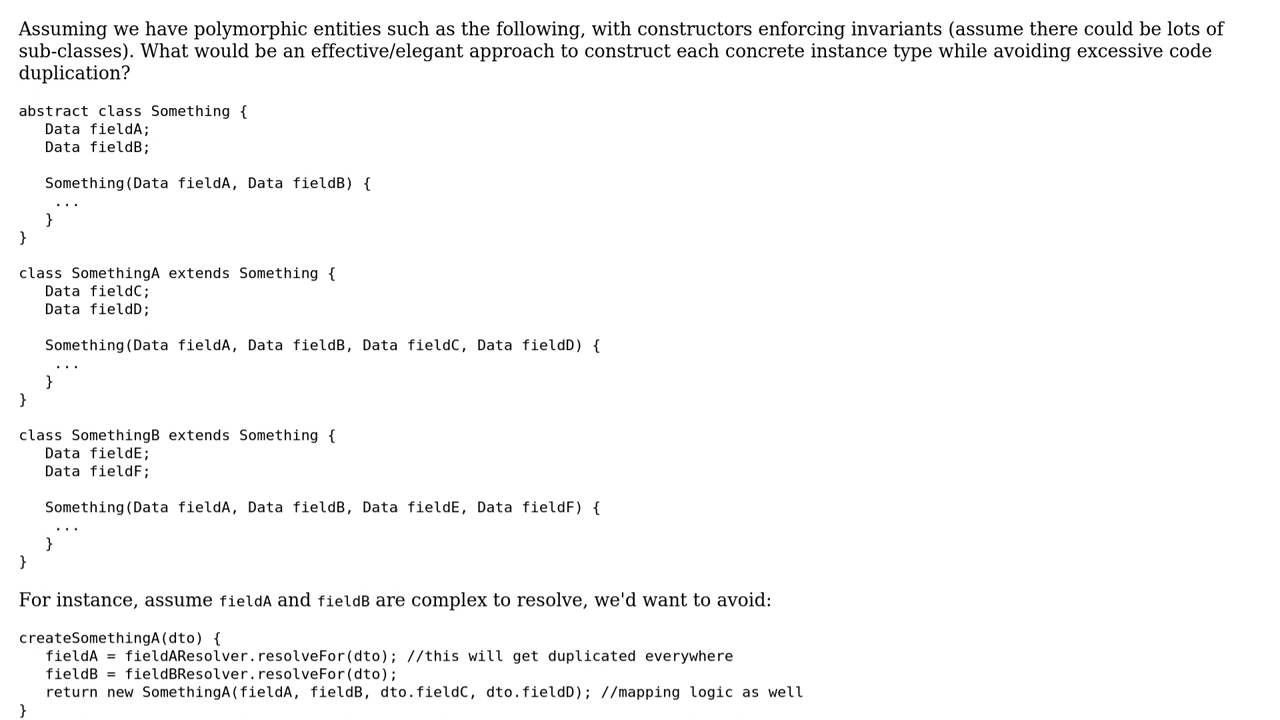 Assuming we have polymorphic entities such as the following, with constructors enforcing invariants (assume there could be lots of
sub-classes). What would be an effective/elegant approach to construct each concrete instance type while avoiding excessive code
duplication?
abstract class Something {
   Data fieldA;
   Data fieldB;
   Something(Data fieldA, Data fieldB) {
    ...
   }
}
class SomethingA extends Something {
   Data fieldC;
   Data fieldD;
   Something(Data fieldA, Data fieldB, Data fieldC, Data fieldD) {
    ...
   }
}
class SomethingB extends Something {
   Data fieldE;
   Data fieldF;
   Something(Data fieldA, Data fieldB, Data fieldE, Data fieldF) {
    ...
   }
}
For instance, assume fieldA and fieldB are complex to resolve, we'd want to avoid:
createSomethingA(dto) {
   fieldA = fieldAResolver.resolveFor(dto); //this will get duplicated everywhere
   fieldB = fieldBResolver.resolveFor(dto);
   return new SomethingA(fieldA, fieldB, dto.fieldC, dto.fieldD); //mapping logic as well
}